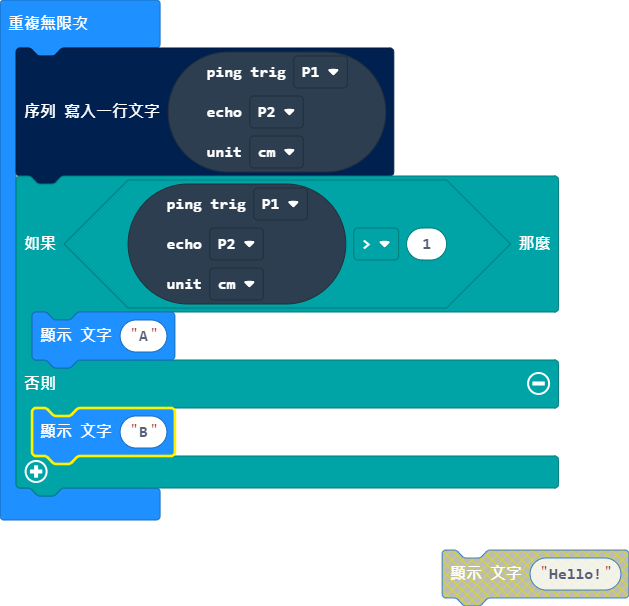 重複無限次
序列 寫入一行文字
ping trig P1
echo P2
unit cm
如果
ping trig P1
echo P2
unit cm
> 1 那麼
顯示 文字 "A"
否則
顯示 文字 "B"
顯示 文字 "Hello!"